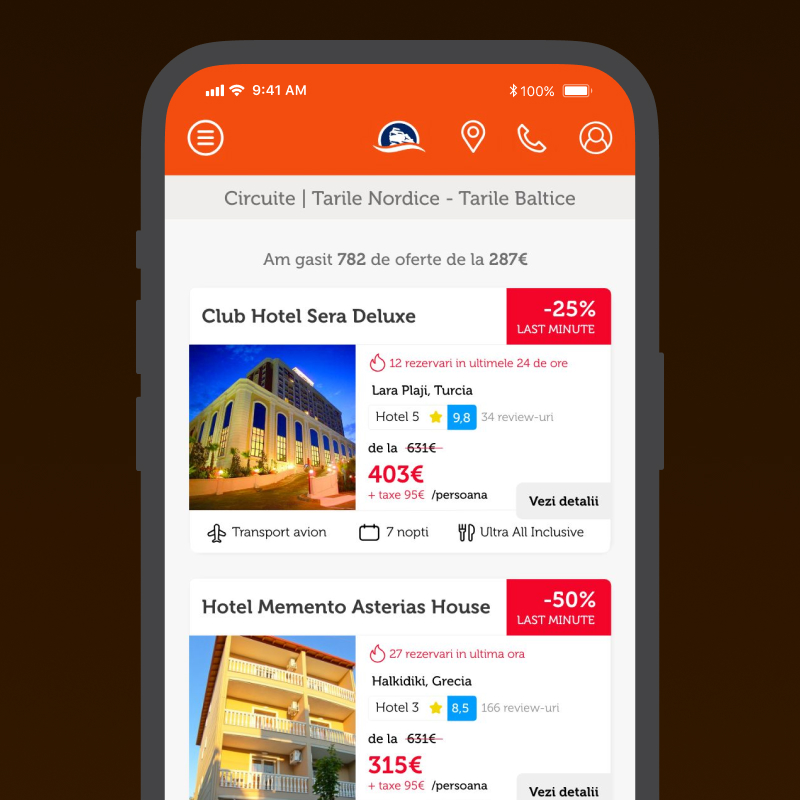 9:41 AM
100%
Circuite | Tarile Nordice - Tarile Baltice
Am gasit 782 de oferte de la 287€
Club Hotel Sera Deluxe
-25%
LAST MINUTE
12 rezervari in ultimele 24 de ore
Lara Plaji, Turcia
Hotel 5 9,8 34 review-uri
de la 631€
403€
+ taxe 95€ /persoana
Vezi detalii
Transport avion 7 nopti Ultra All Inclusive
Hotel Memento Asterias House
-50%
LAST MINUTE
27 rezervari in ultima ora
Halkidiki, Grecia
Hotel 3 8,5 166 review-uri
de la 631€
315€
+ taxe 95€ /persoana
Vezi detalii